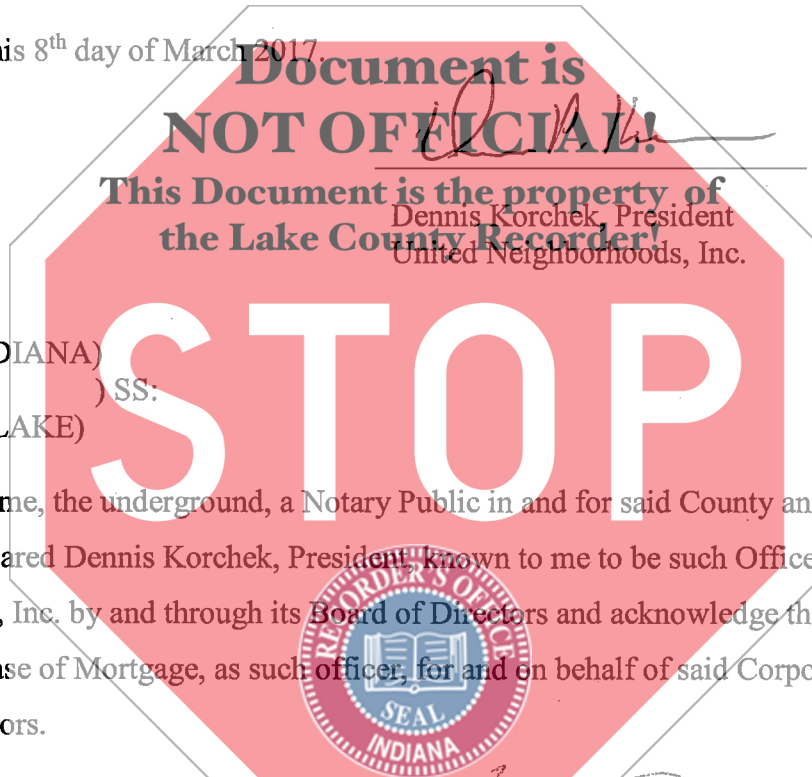 his 8th day of March 2017.
Document is
NOT OFFICIAL!
This Document is the property of
the Lake County Recorder!
Dennis Korchek, President
United Neighborhoods, Inc.
DIANA)
) SS:
LAKE)
STOP
me, the underground, a Notary Public in and for said County an
ared Dennis Korchek, President, known to me to be such Office
, Inc. by and through its Board of Directors and acknowledge th
ase of Mortgage, as such officer, for and on behalf of said Corpo
ors.
RECORDER'S OFFICE
SEAL
INDIANA